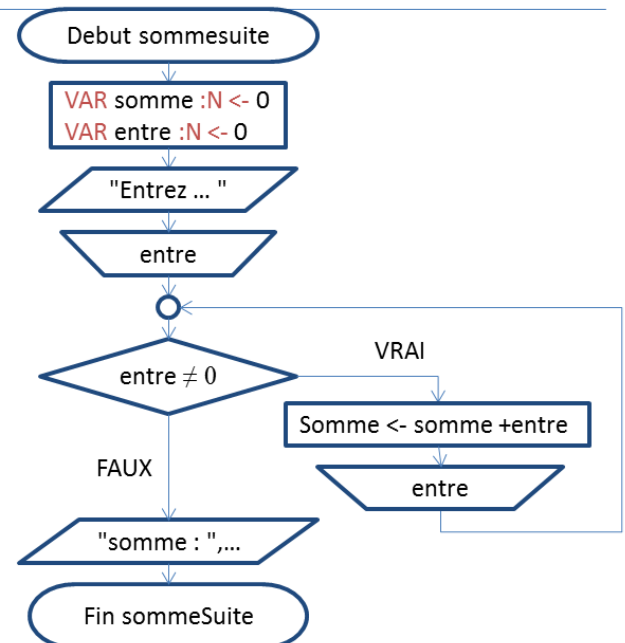 Debut sommesuite
VAR somme :N <- 0
VAR entre :N <- 0
"Entrez ... "
entre
entre ≠ 0
VRAI
Somme <- somme +entre
entre
FAUX
"somme : ",...
Fin sommeSuite